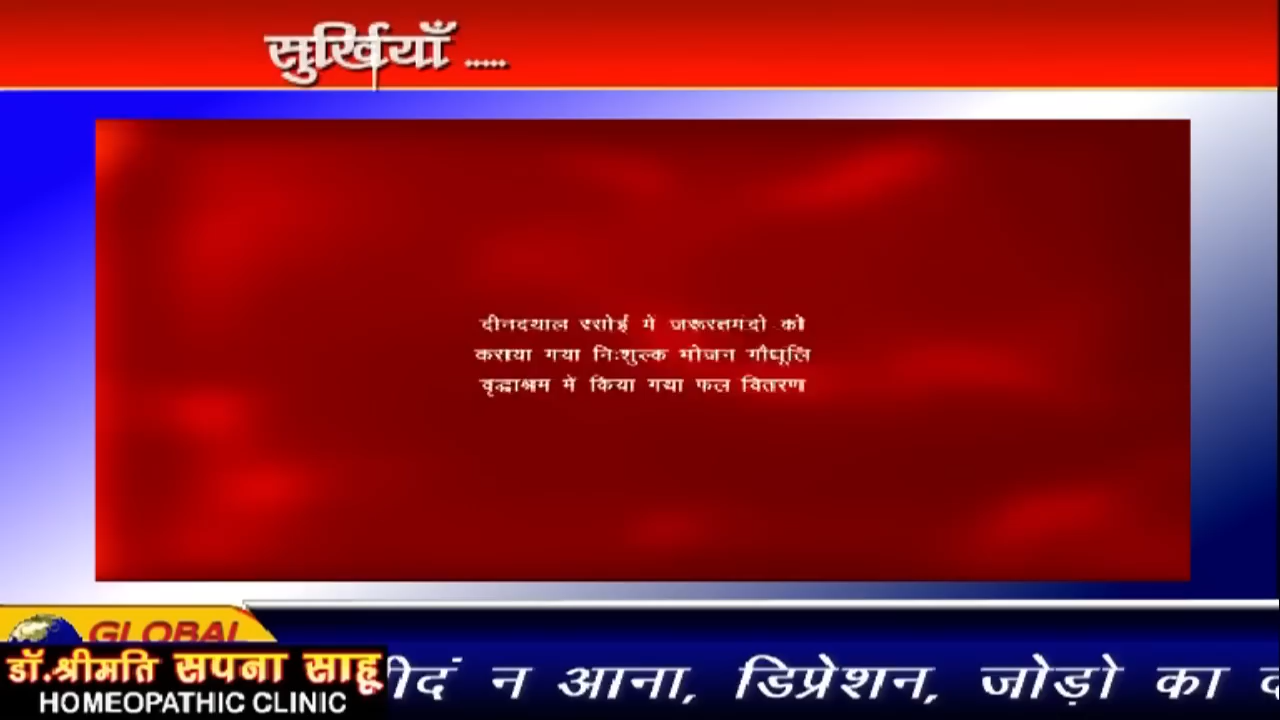 सुर्खियाँ .....
दीनदयाल रसोई में जरूरतमंदो को
कराया गया निःशुल्क भोजन गौधूलि
वृद्धाश्रम में किया गया फल वितरण
GLOBAL
डॉ.श्रीमति सपना साहू
HOMEOPATHIC CLINIC
न आना, डिप्रेशन, जोड़ो का